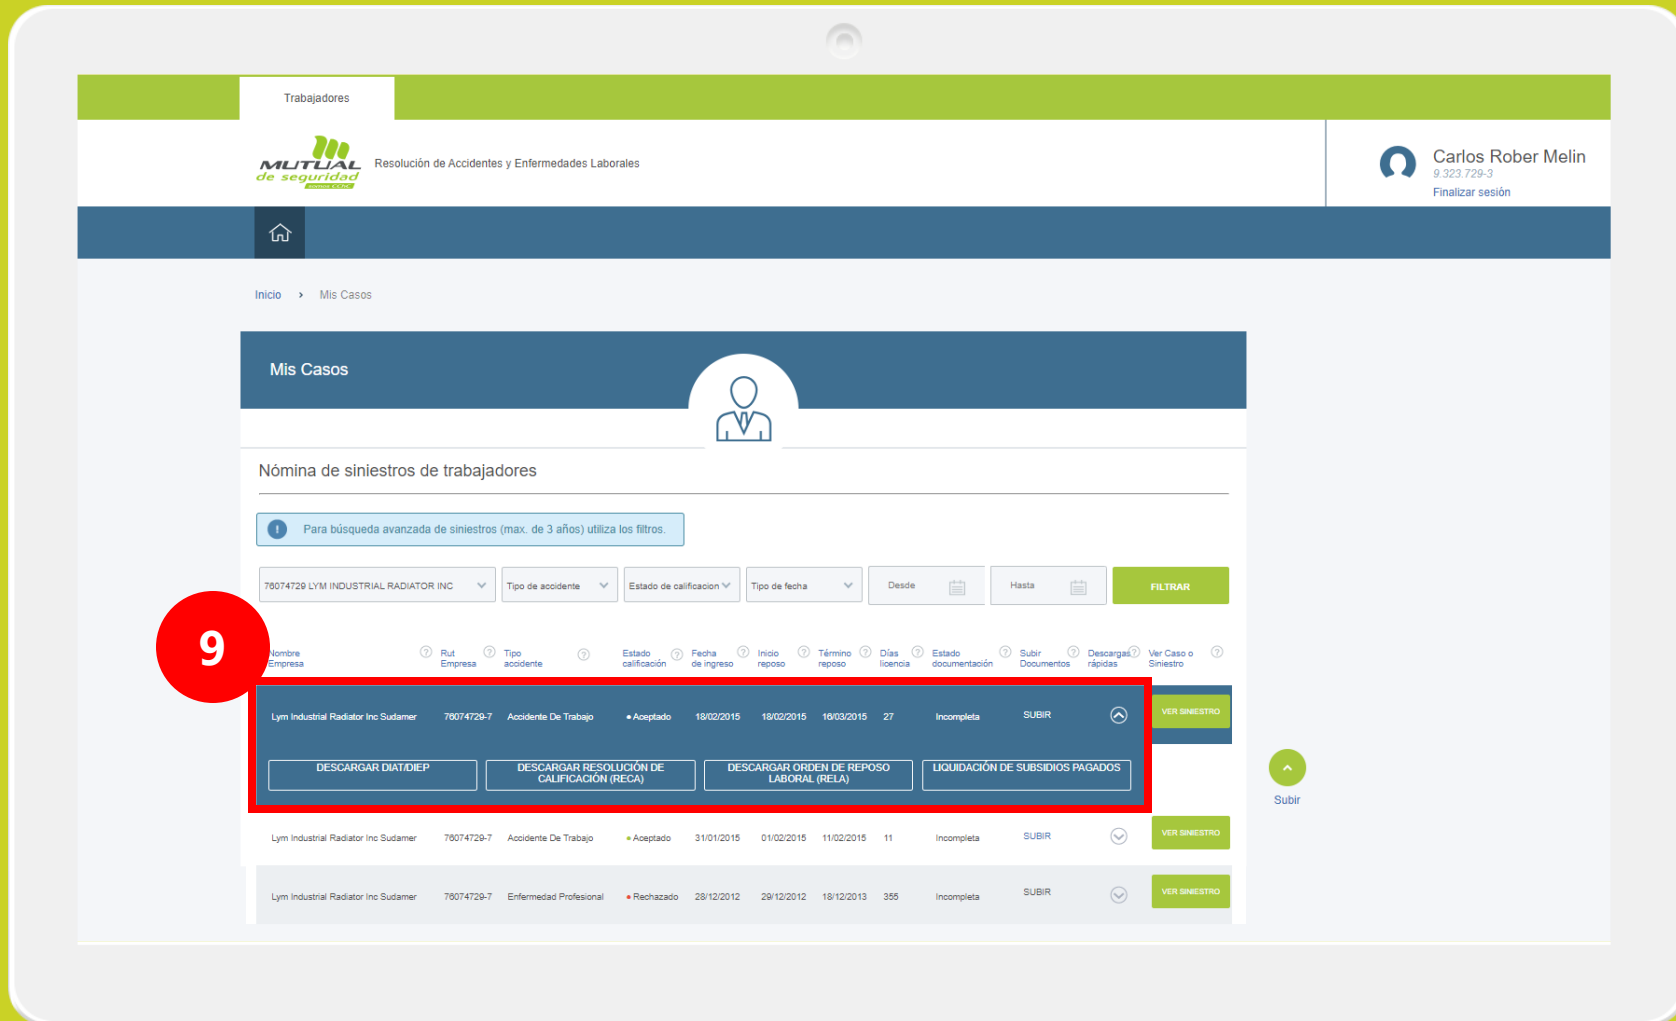 Trabajadores
MUTUAL
de seguridad
somos CChC
Resolución de Accidentes y Enfermedades Laborales
Carlos Rober Melin
9.323.729-3
Finalizar sesión
Inicio › Mis Casos
Mis Casos
Nómina de siniestros de trabajadores
! Para búsqueda avanzada de siniestros (max. de 3 años) utiliza los filtros.
76074729 LYM INDUSTRIAL RADIATOR INC Tipo de accidente Estado de calificacion Tipo de fecha Desde Hasta FILTRAR
9
Nombre Empresa ? Rut Empresa ? Tipo accidente ? Estado calificación ? Fecha de ingreso ? Inicio reposo ? Término reposo ? Días licencia ? Estado documentación ? Subir Documentos ? Descargas rápidas ? Ver Caso o Siniestro ?
Lym Industrial Radiator Inc Sudamer 76074729-7 Accidente De Trabajo Aceptado 18/02/2015 18/02/2015 16/03/2015 27 Incompleta SUBIR VER SINIESTRO
DESCARGAR DIAT/DIEP
DESCARGAR RESOLUCIÓN DE
CALIFICACIÓN (RECA)
DESCARGAR ORDEN DE REPOSO
LABORAL (RELA)
LIQUIDACIÓN DE SUBSIDIOS PAGADOS
Subir
Lym Industrial Radiator Inc Sudamer 76074729-7 Accidente De Trabajo Aceptado 31/01/2015 01/02/2015 11/02/2015 11 Incompleta SUBIR VER SINIESTRO
Lym Industrial Radiator Inc Sudamer 76074729-7 Enfermedad Profesional Rechazado 28/12/2012 29/12/2012 18/12/2013 355 Incompleta SUBIR VER SINIESTRO